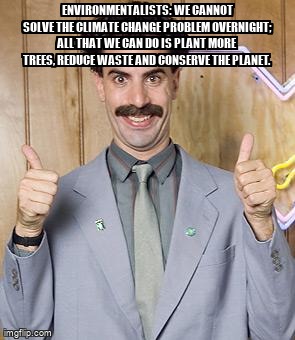 ENVIRONMENTALISTS: WE CANNOT
SOLVE THE CLIMATE CHANGE PROBLEM OVERNIGHT;
ALL THAT WE CAN DO IS PLANT MORE
TREES, REDUCE WASTE AND CONSERVE THE PLANET.
imgflip.com